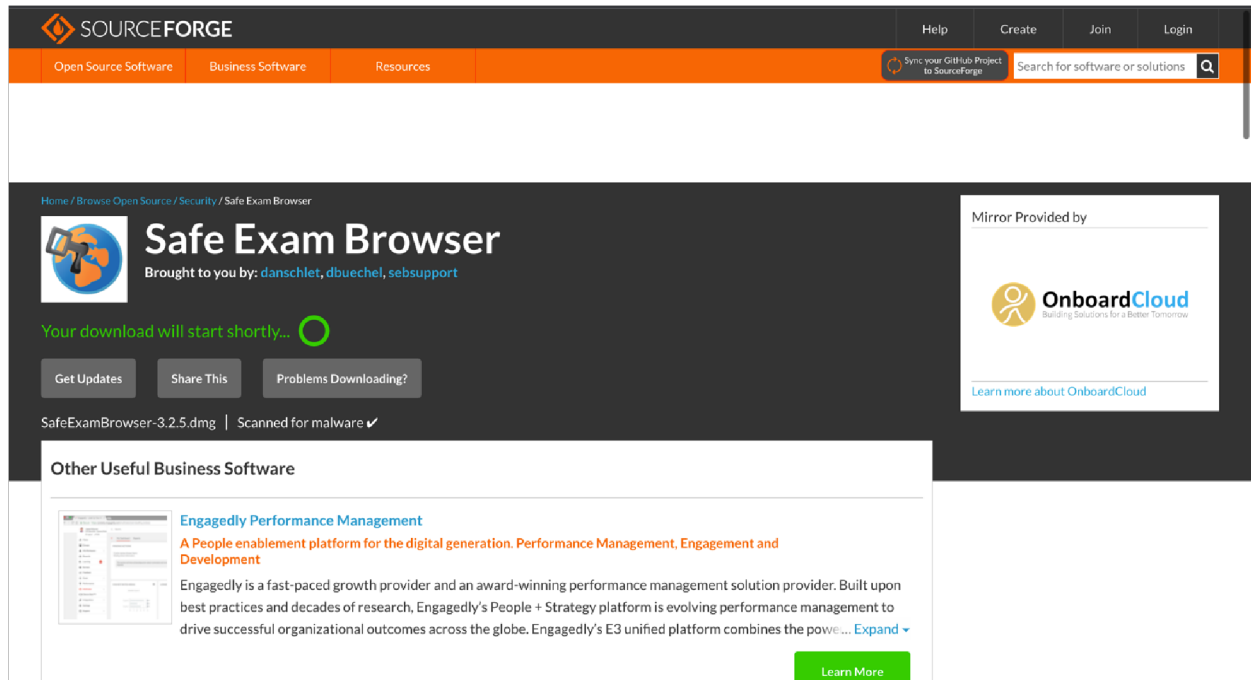 SOURCEFORGE
Help
Create
Join
Login
Open Source Software
Business Software
Resources
Sync your GitHub Project
to SourceForge
Search for software or solutions
Home / Browse Open Source / Security / Safe Exam Browser
Safe Exam Browser
Brought to you by: danschlet, dbuechel, sebsupport
Your download will start shortly...
Get Updates
Share This
Problems Downloading?
SafeExamBrowser-3.2.5.dmg | Scanned for malware ✔
Mirror Provided by
OnboardCloud
Building Solutions for a Better Tomorrow
Learn more about OnboardCloud
Other Useful Business Software
Engagedly Performance Management
A People enablement platform for the digital generation. Performance Management, Engagement and
Development
Engagedly is a fast-paced growth provider and an award-winning performance management solution provider. Built upon
best practices and decades of research, Engagedly's People + Strategy platform is evolving performance management to
drive successful organizational outcomes across the globe. Engagedly's E3 unified platform combines the powe... Expand
Learn More